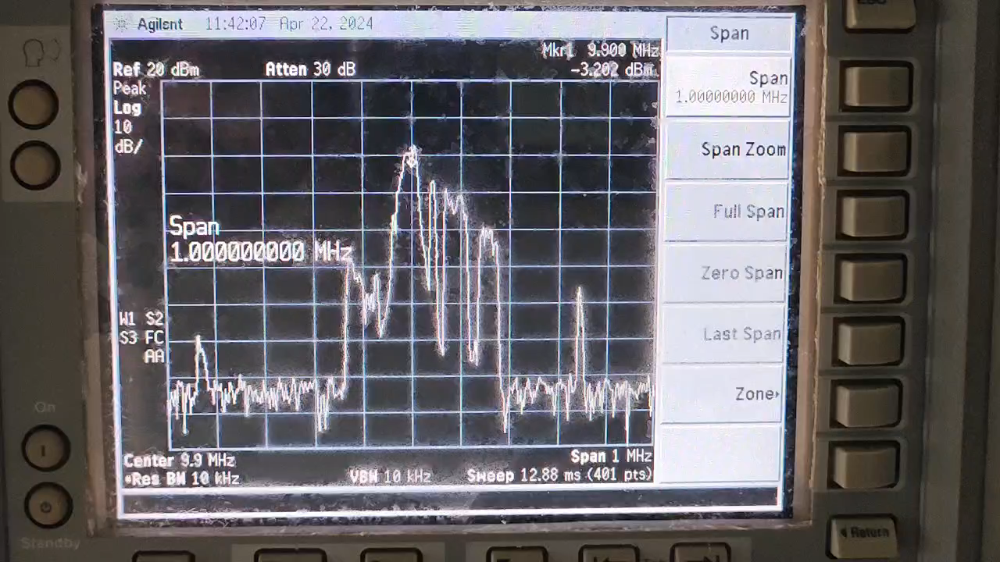 Agilent 11:42:07 Apr 22, 2024
Mkr1 9.900 MHz
Ref 20 dBm Atten 30 dB -3.202 dBm
Peak
Log
10
dB/
Span
1.000000000 MHz
W1 S2
S3 FC
AA
Center 9.9 MHz Span 1 MHz
*Res BW 10 kHz VBW 10 kHz Sweep 12.88 ms (401 pts)
Span
Span
1.00000000 MHz
Span Zoom
Full Span
Zero Span
Last Span
Zone
Esc
Return
On
Standby